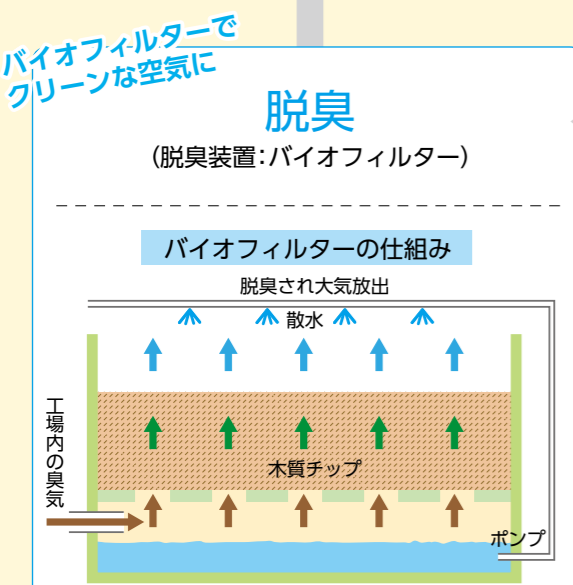 バイオフィルターで
クリーンな空気に
脱臭
(脱臭装置:バイオフィルター)
バイオフィルターの仕組み
脱臭され大気放出
散水
工場内の臭気
木質チップ
ポンプ